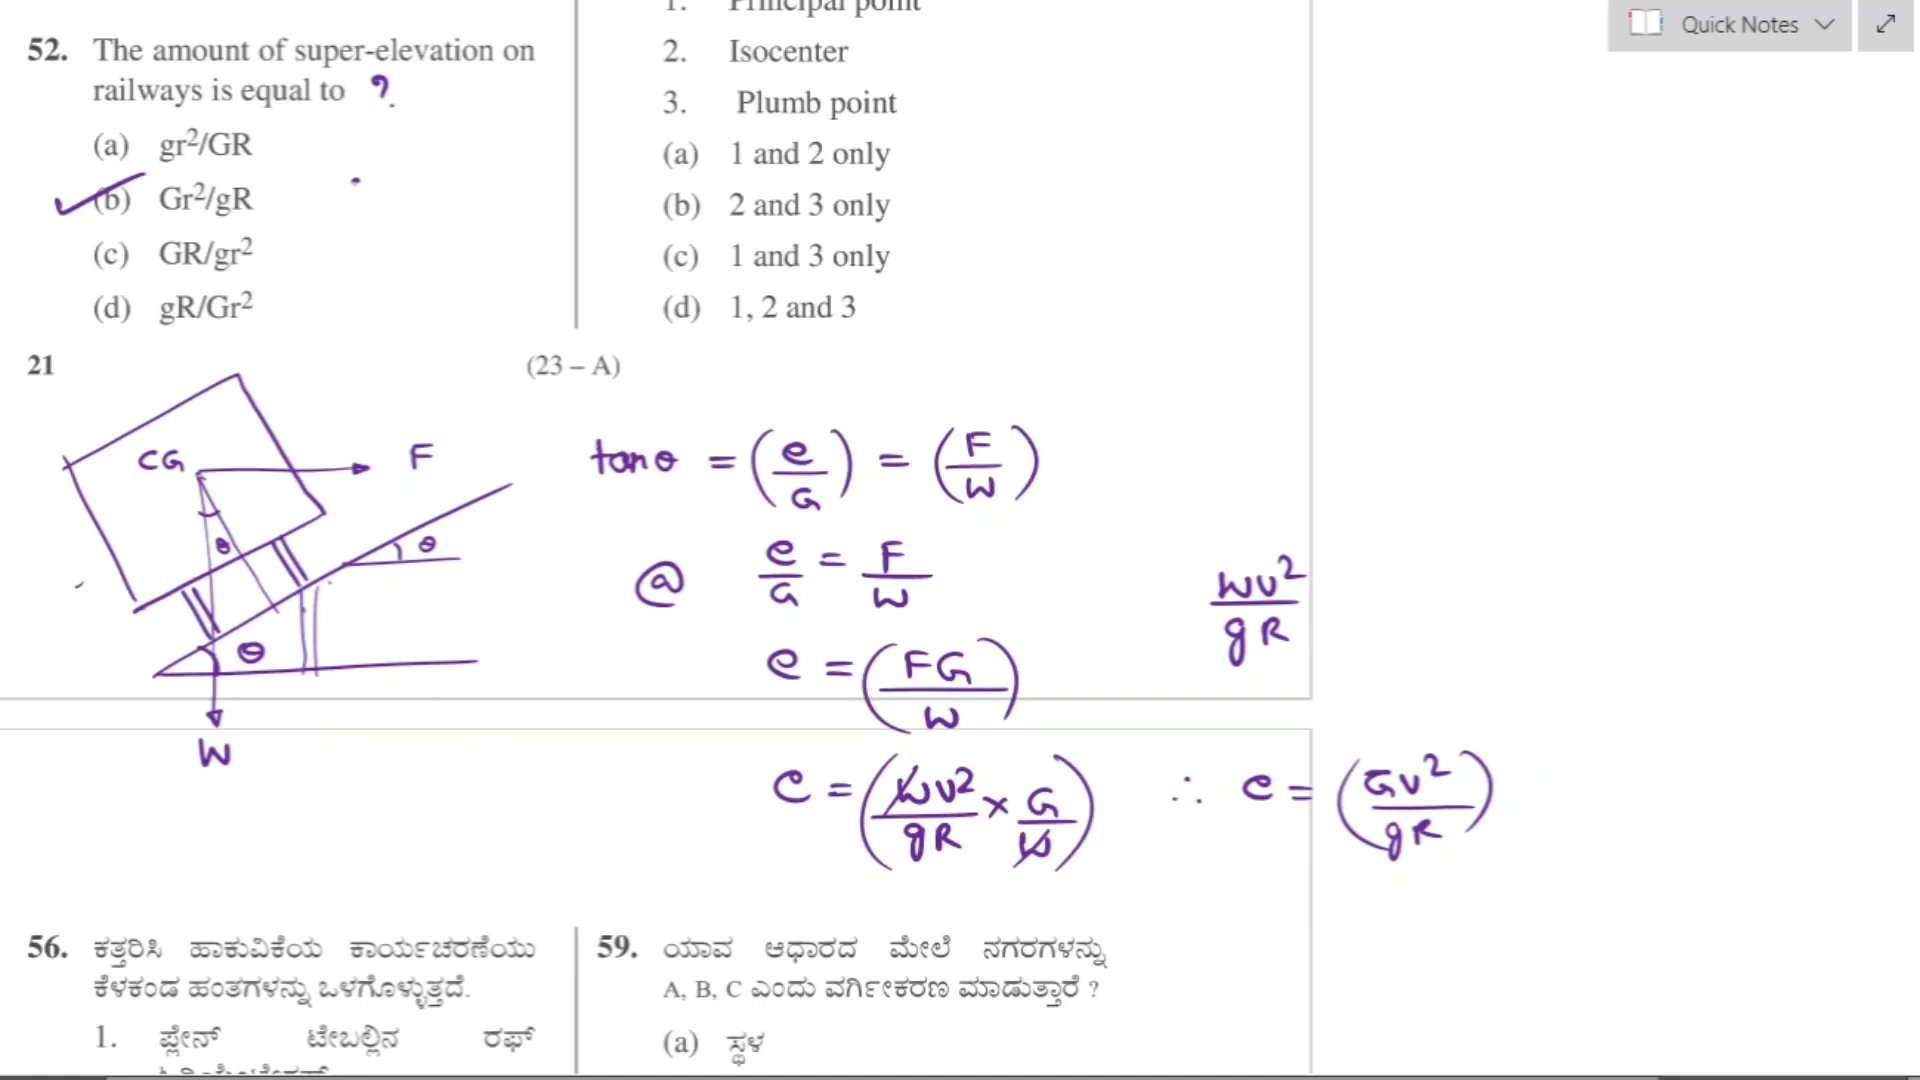 52. The amount of super-elevation on
railways is equal to ?
(a) gr²/GR
(b) Gr²/gR
(c) GR/gr²
(d) gR/Gr²
21
(23 – A)
1. Principal point
2. Isocenter
3. Plumb point
(a) 1 and 2 only
(b) 2 and 3 only
(c) 1 and 3 only
(d) 1, 2 and 3
Quick Notes
CG
F
θ
θ
θ
W
tanθ = (e/G) = (F/W)
@ e/G = F/W
Wv²/gR
e = (FG/W)
e = (Wv²/gR × G/W) ∴ e = (Gv²/gR)
56. ಕತ್ತರಿಸಿ ಹಾಕುವಿಕೆಯ ಕಾರ್ಯಚರಣೆಯು
ಕೆಳಕಂಡ ಹಂತಗಳನ್ನು ಒಳಗೊಳ್ಳುತ್ತದೆ.
1. ಪ್ಲೇನ್ ಟೇಬಲ್ಲಿನ ರಫ್
59. ಯಾವ ಆಧಾರದ ಮೇಲೆ ನಗರಗಳನ್ನು
A, B, C ಎಂದು ವರ್ಗೀಕರಣ ಮಾಡುತ್ತಾರೆ ?
(a) ಸ್ಥಳ